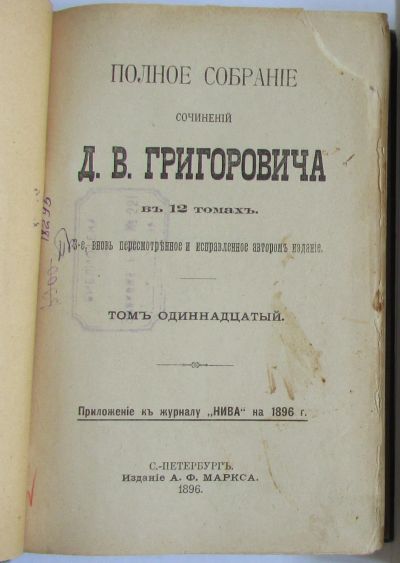 ПОЛНОЕ СОБРАНІЕ
СОЧИНЕНІЙ
Д. В. ГРИГОРОВИЧА
въ 12 томахъ.
3-е, вновь пересмотрѣнное и исправленное авторомъ изданіе.
ТОМЪ ОДИННАДЦАТЫЙ.
Приложеніе къ журналу „НИВА“ на 1896 г.
С.-ПЕТЕРБУРГЪ.
Изданіе А. Ф. МАРКСА.
1896.